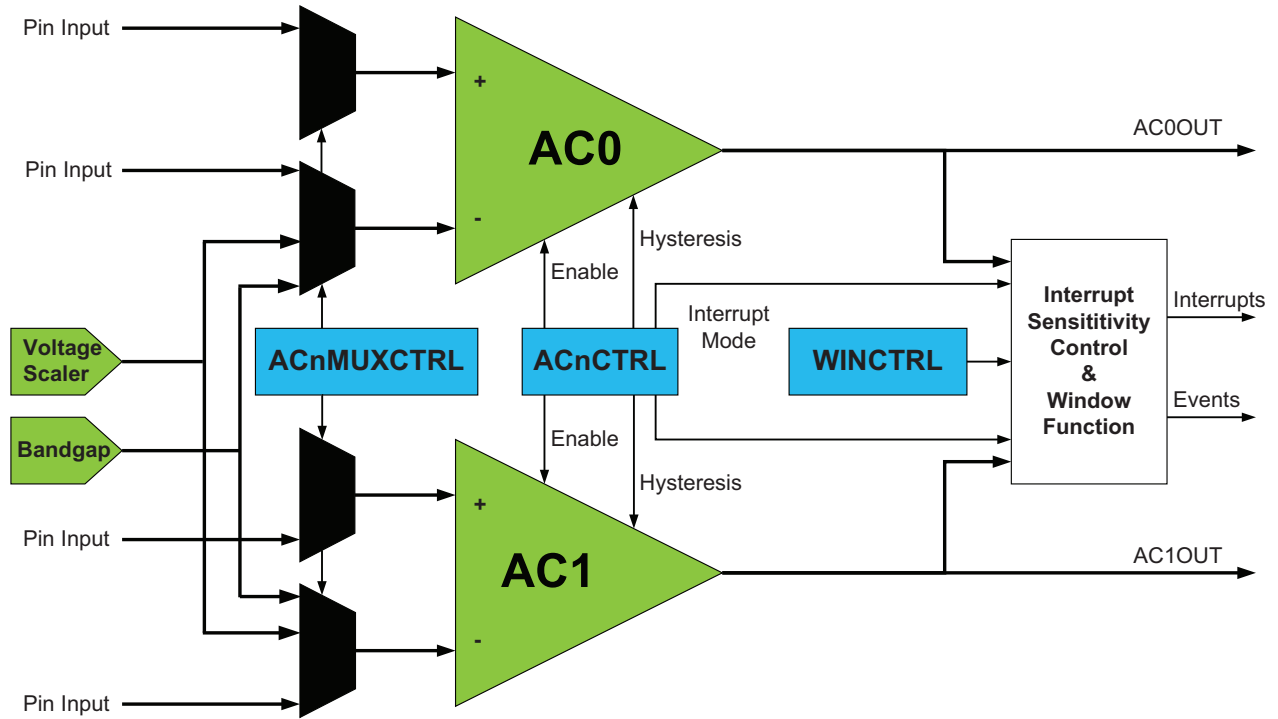 Pin Input
+
AC0
AC0OUT
Pin Input
-
Hysteresis
Enable
Interrupt
Mode
Interrupt
Sensititivity
Control
&
Window
Function
Interrupts
Events
Voltage
Scaler
ACnMUXCTRL
ACnCTRL
WINCTRL
Bandgap
Enable
Hysteresis
+
Pin Input
AC1
AC1OUT
-
Pin Input